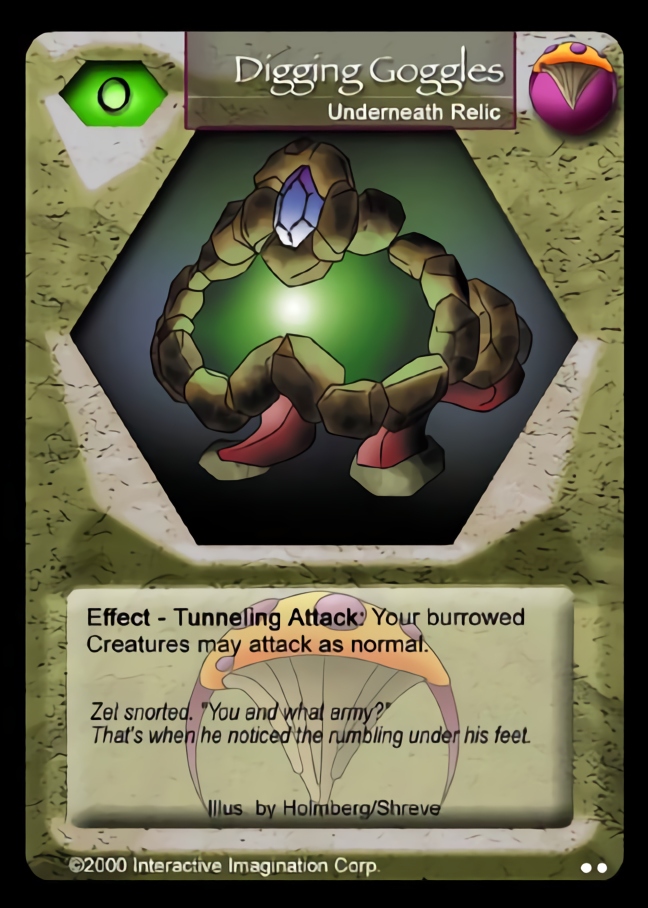 0
Digging Goggles
Underneath Relic
Effect - Tunneling Attack: Your burrowed
Creatures may attack as normal.
Zet snorted. "You and what army?"
That's when he noticed the rumbling under his feet.
Illus by Holmberg/Shreve
©2000 Interactive Imagination Corp.